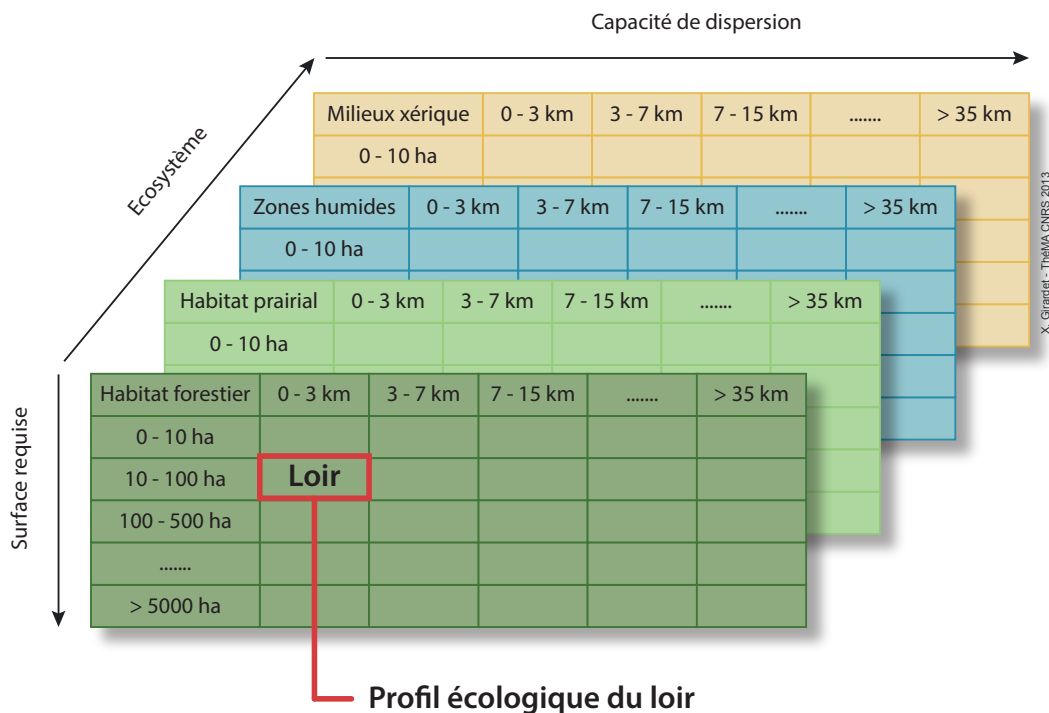 Capacité de dispersion
Ecosystème
Milieux xérique 0 - 3 km 3 - 7 km 7 - 15 km ....... > 35 km
0 - 10 ha
Zones humides 0 - 3 km 3 - 7 km 7 - 15 km ....... > 35 km
0 - 10 ha
Habitat prairial 0 - 3 km 3 - 7 km 7 - 15 km ....... > 35 km
0 - 10 ha
Surface requise
Habitat forestier 0 - 3 km 3 - 7 km 7 - 15 km ....... > 35 km
0 - 10 ha
10 - 100 ha Loir
100 - 500 ha
.......
> 5000 ha
Profil écologique du loir
X. Girardet - ThéMA CNRS 2013